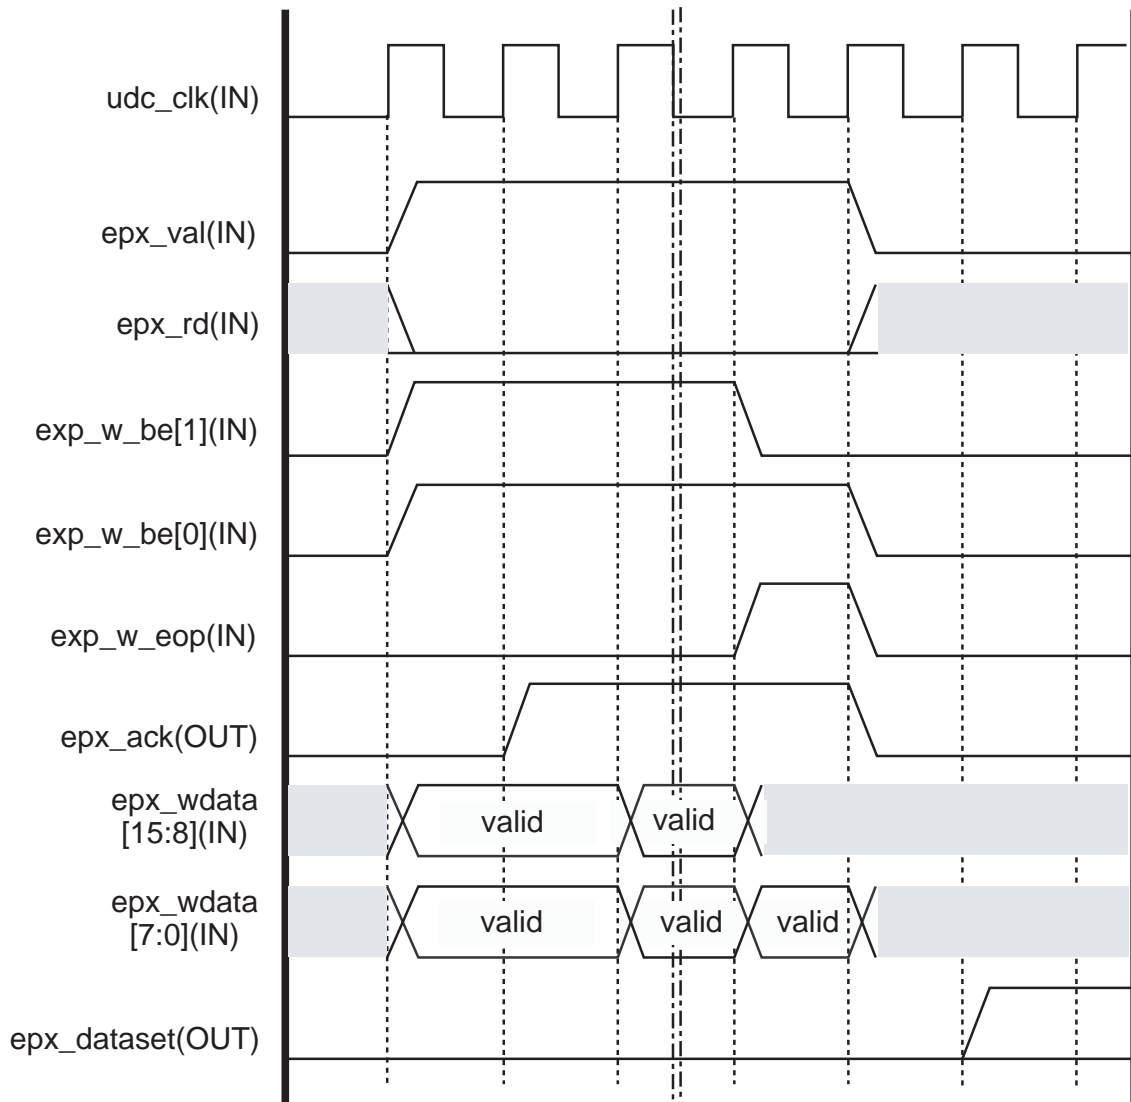 udc_clk(IN)
epx_val(IN)
epx_rd(IN)
exp_w_be[1](IN)
exp_w_be[0](IN)
exp_w_eop(IN)
epx_ack(OUT)
epx_wdata
[15:8](IN)
valid
valid
epx_wdata
[7:0](IN)
valid
valid
valid
epx_dataset(OUT)